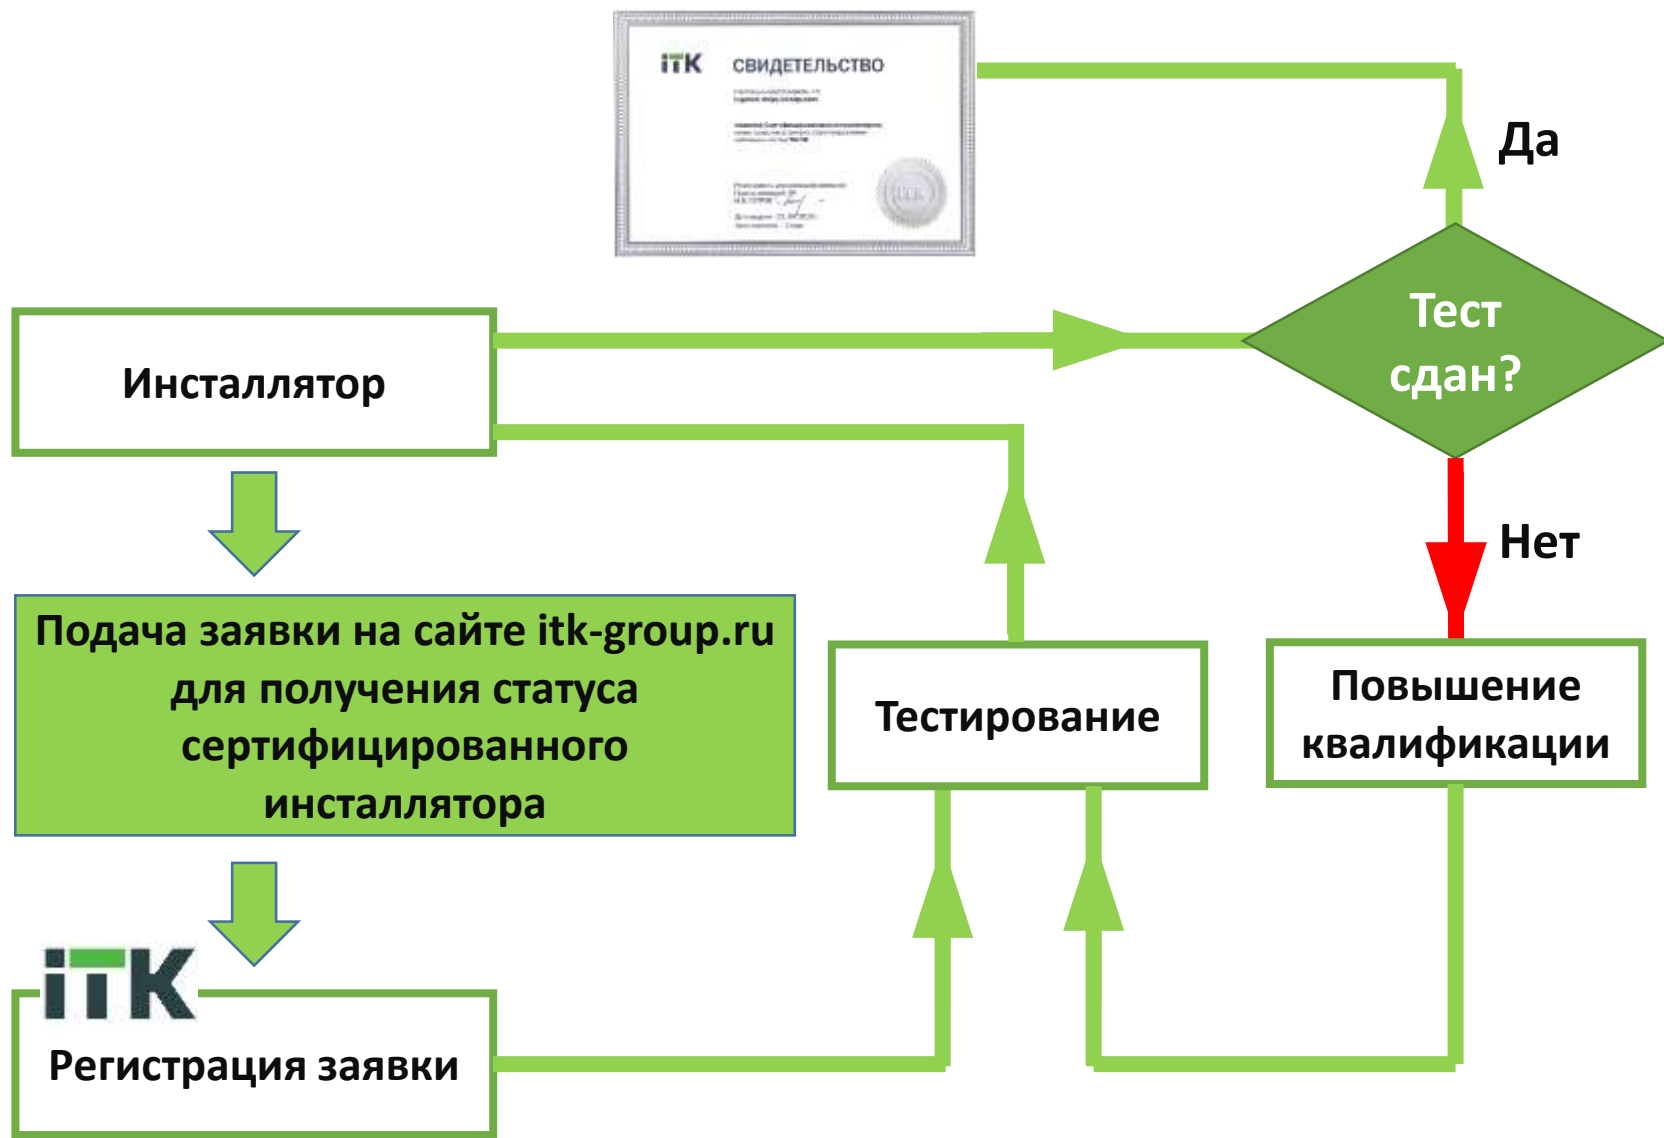 iTK
СВИДЕТЕЛЬСТВО
Да
Тест
сдан?
Инсталлятор
Нет
Подача заявки на сайте itk-group.ru
для получения статуса
сертифицированного
инсталлятора
Тестирование
Повышение
квалификации
iTK
Регистрация заявки